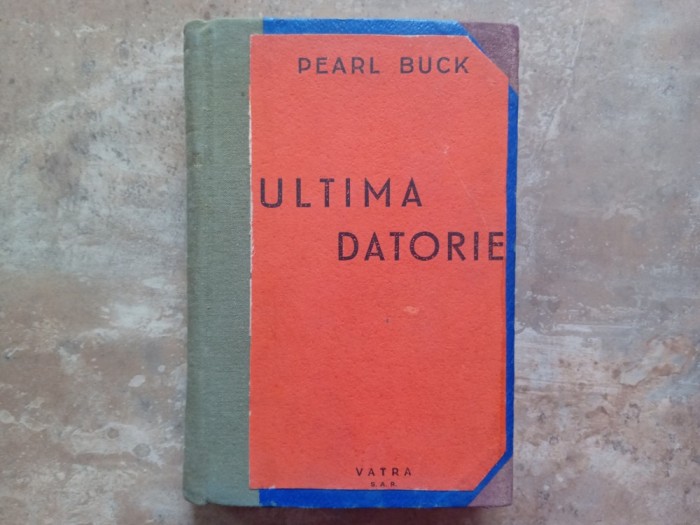 PEARL BUCK
ULTIMA
DATORIE
VATRA
S. A. R.